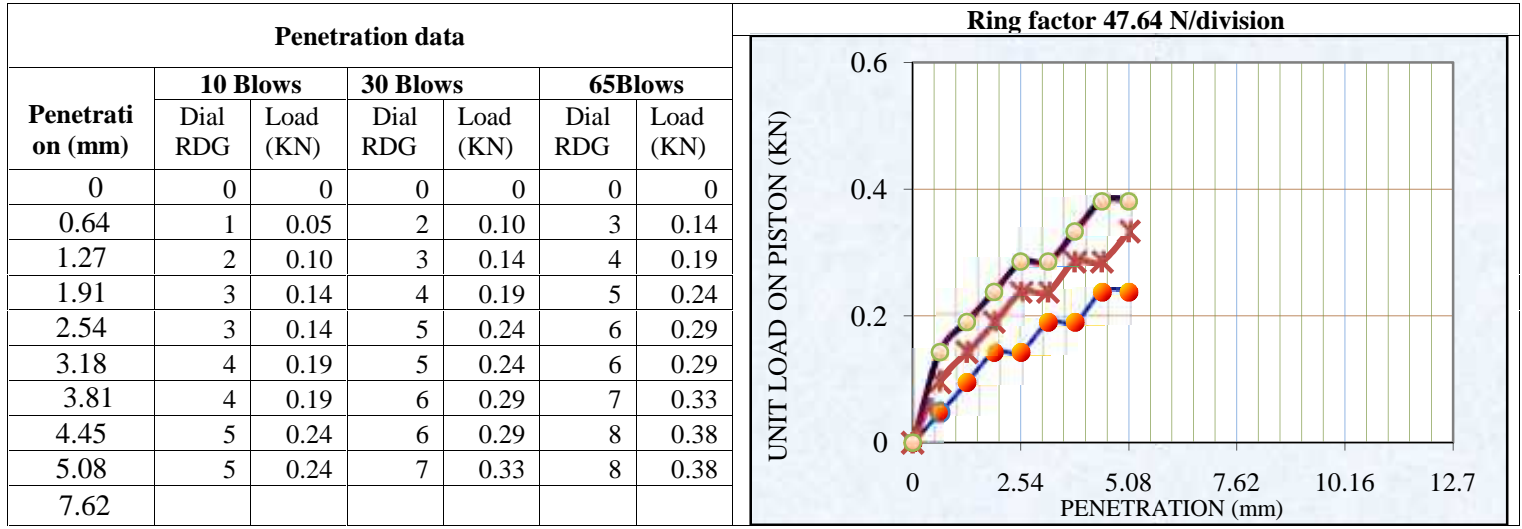 Penetration data
10 Blows 30 Blows 65Blows
Penetrati
on (mm)
Dial
RDG
Load
(KN)
Dial
RDG
Load
(KN)
Dial
RDG
Load
(KN)
0 0 0 0 0 0 0
0.64 1 0.05 2 0.10 3 0.14
1.27 2 0.10 3 0.14 4 0.19
1.91 3 0.14 4 0.19 5 0.24
2.54 3 0.14 5 0.24 6 0.29
3.18 4 0.19 5 0.24 6 0.29
3.81 4 0.19 6 0.29 7 0.33
4.45 5 0.24 6 0.29 8 0.38
5.08 5 0.24 7 0.33 8 0.38
7.62
Ring factor 47.64 N/division
UNIT LOAD ON PISTON (KN)
0.6
0.4
0.2
0
0 2.54 5.08 7.62 10.16 12.7
PENETRATION (mm)